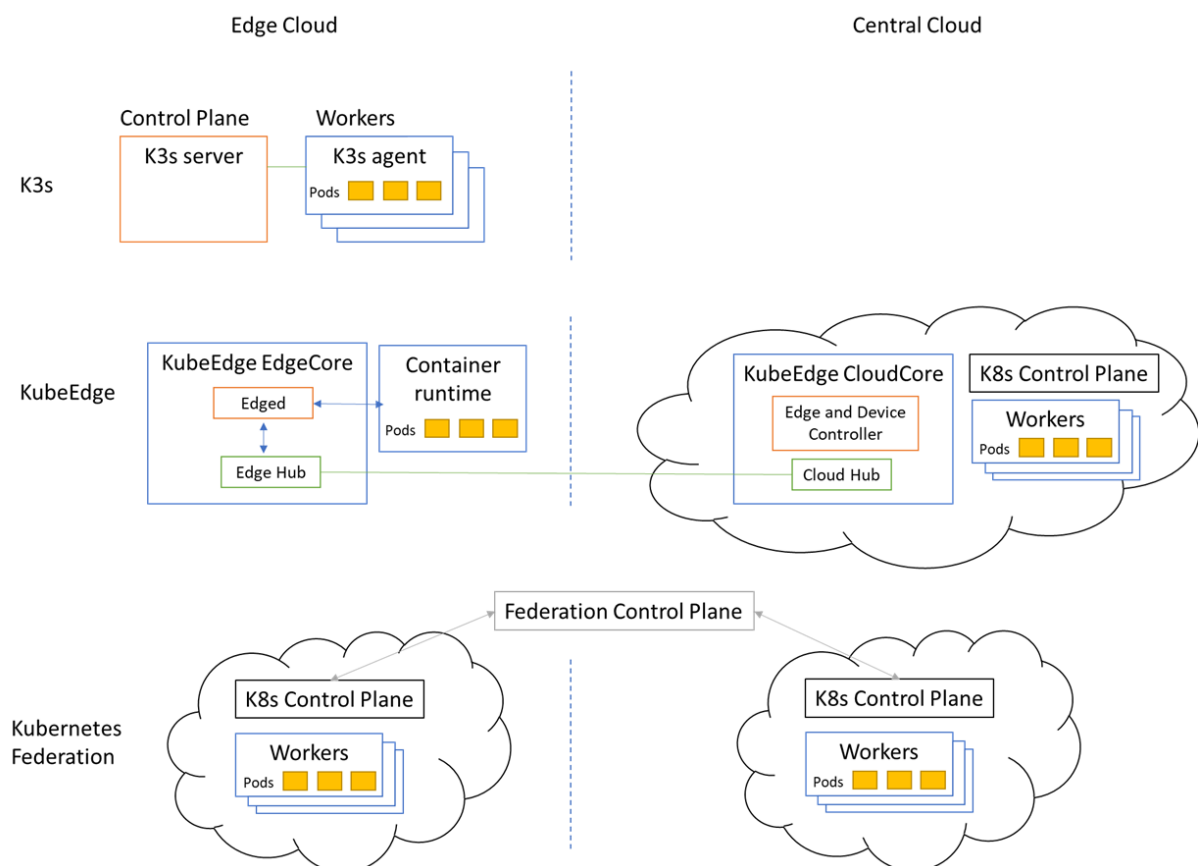 Edge Cloud
Central Cloud
Control Plane
Workers
K3s
K3s server
K3s agent
Pods
KubeEdge
KubeEdge EdgeCore
Edged
Edge Hub
Container
runtime
Pods
KubeEdge CloudCore
Edge and Device
Controller
Cloud Hub
K8s Control Plane
Workers
Pods
Federation Control Plane
Kubernetes
Federation
K8s Control Plane
Workers
Pods
K8s Control Plane
Workers
Pods